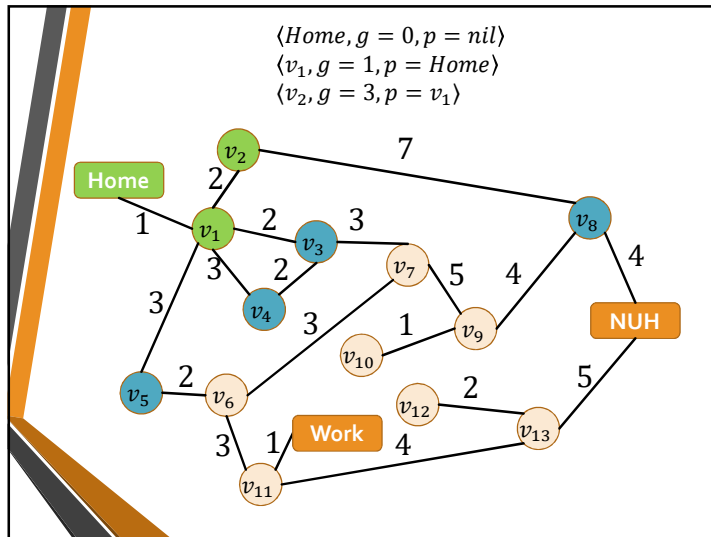 ⟨Home, g = 0, p = nil⟩
⟨v₁, g = 1, p = Home⟩
⟨v₂, g = 3, p = v₁⟩
7
v₂
Home
2
1
v₁
2
v₃
3
v₈
3
2
v₇
4
3
v₄
5
4
3
1
v₉
NUH
v₁₀
v₅
2
v₆
v₁₂
2
5
3
1
Work
4
v₁₃
v₁₁